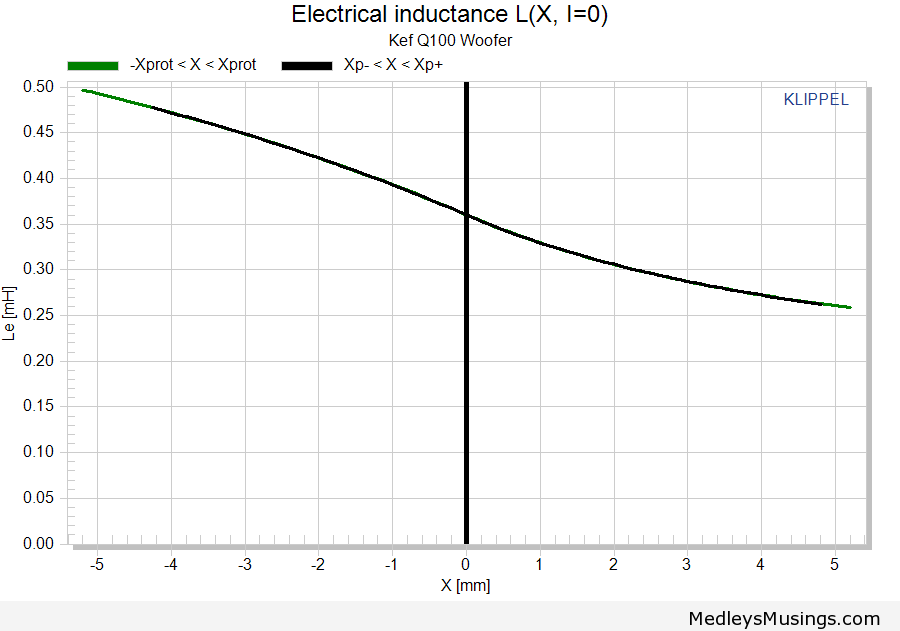 Electrical inductance L(X, I=0)
Kef Q100 Woofer
-Xprot < X < Xprot Xp- < X < Xp+
KLIPPEL
0.50
0.45
0.40
0.35
0.30
0.25
0.20
0.15
0.10
0.05
0.00
Le [mH]
-5 -4 -3 -2 -1 0 1 2 3 4 5
X [mm]
MedleysMusings.com